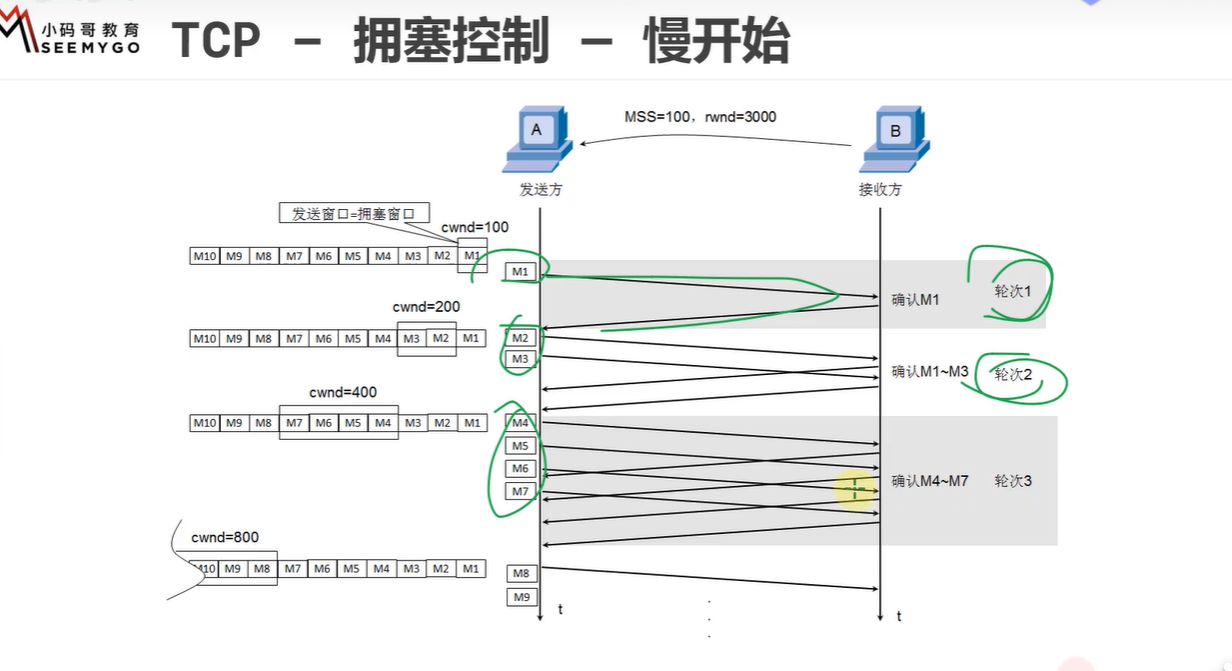 小码哥教育
SEEMYGO
TCP - 拥塞控制 - 慢开始
MSS=100，rwnd=3000
A
B
发送方
接收方
发送窗口=拥塞窗口
cwnd=100
M10 M9 M8 M7 M6 M5 M4 M3 M2 M1
M1
确认M1
轮次1
cwnd=200
M10 M9 M8 M7 M6 M5 M4 M3 M2 M1
M2
M3
确认M1~M3
轮次2
cwnd=400
M10 M9 M8 M7 M6 M5 M4 M3 M2 M1
M4
M5
M6
M7
确认M4~M7
轮次3
cwnd=800
M10 M9 M8 M7 M6 M5 M4 M3 M2 M1
M8
M9
t
t